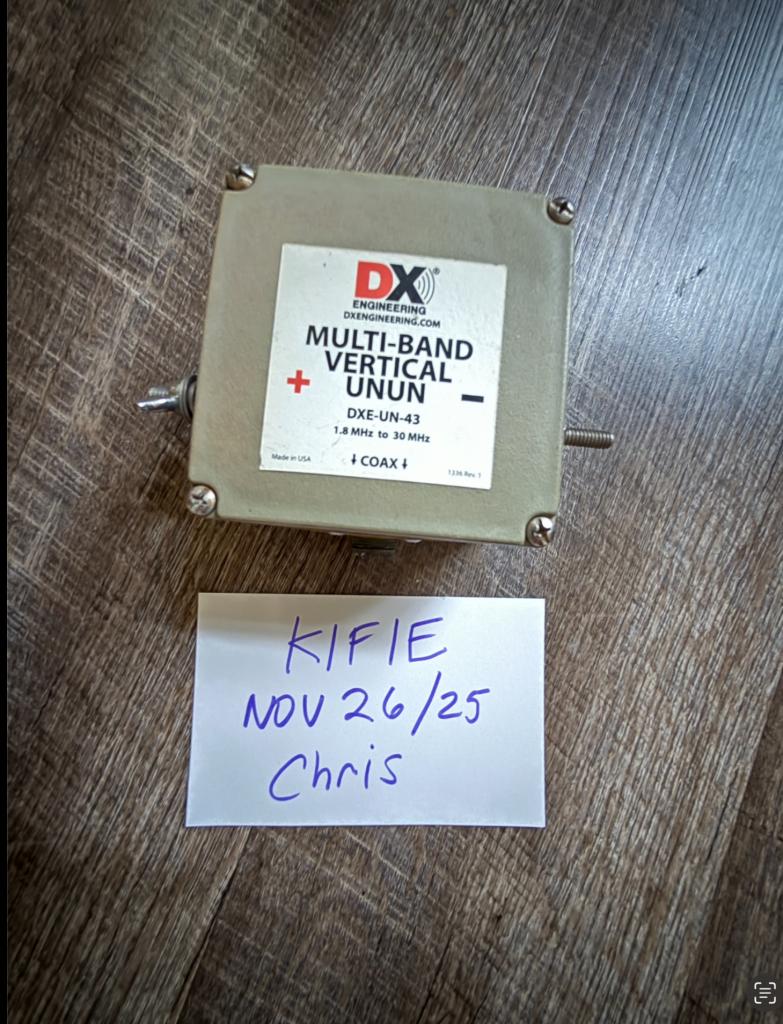 DX®
ENGINEERING
DXENGINEERING.COM
MULTI-BAND
VERTICAL
UNUN
+ −
DXE-UN-43
1.8 MHz to 30 MHz
Made in USA ↓ COAX ↓ 1336 Rev. 1
K1F1E
NOV 26/25
Chris